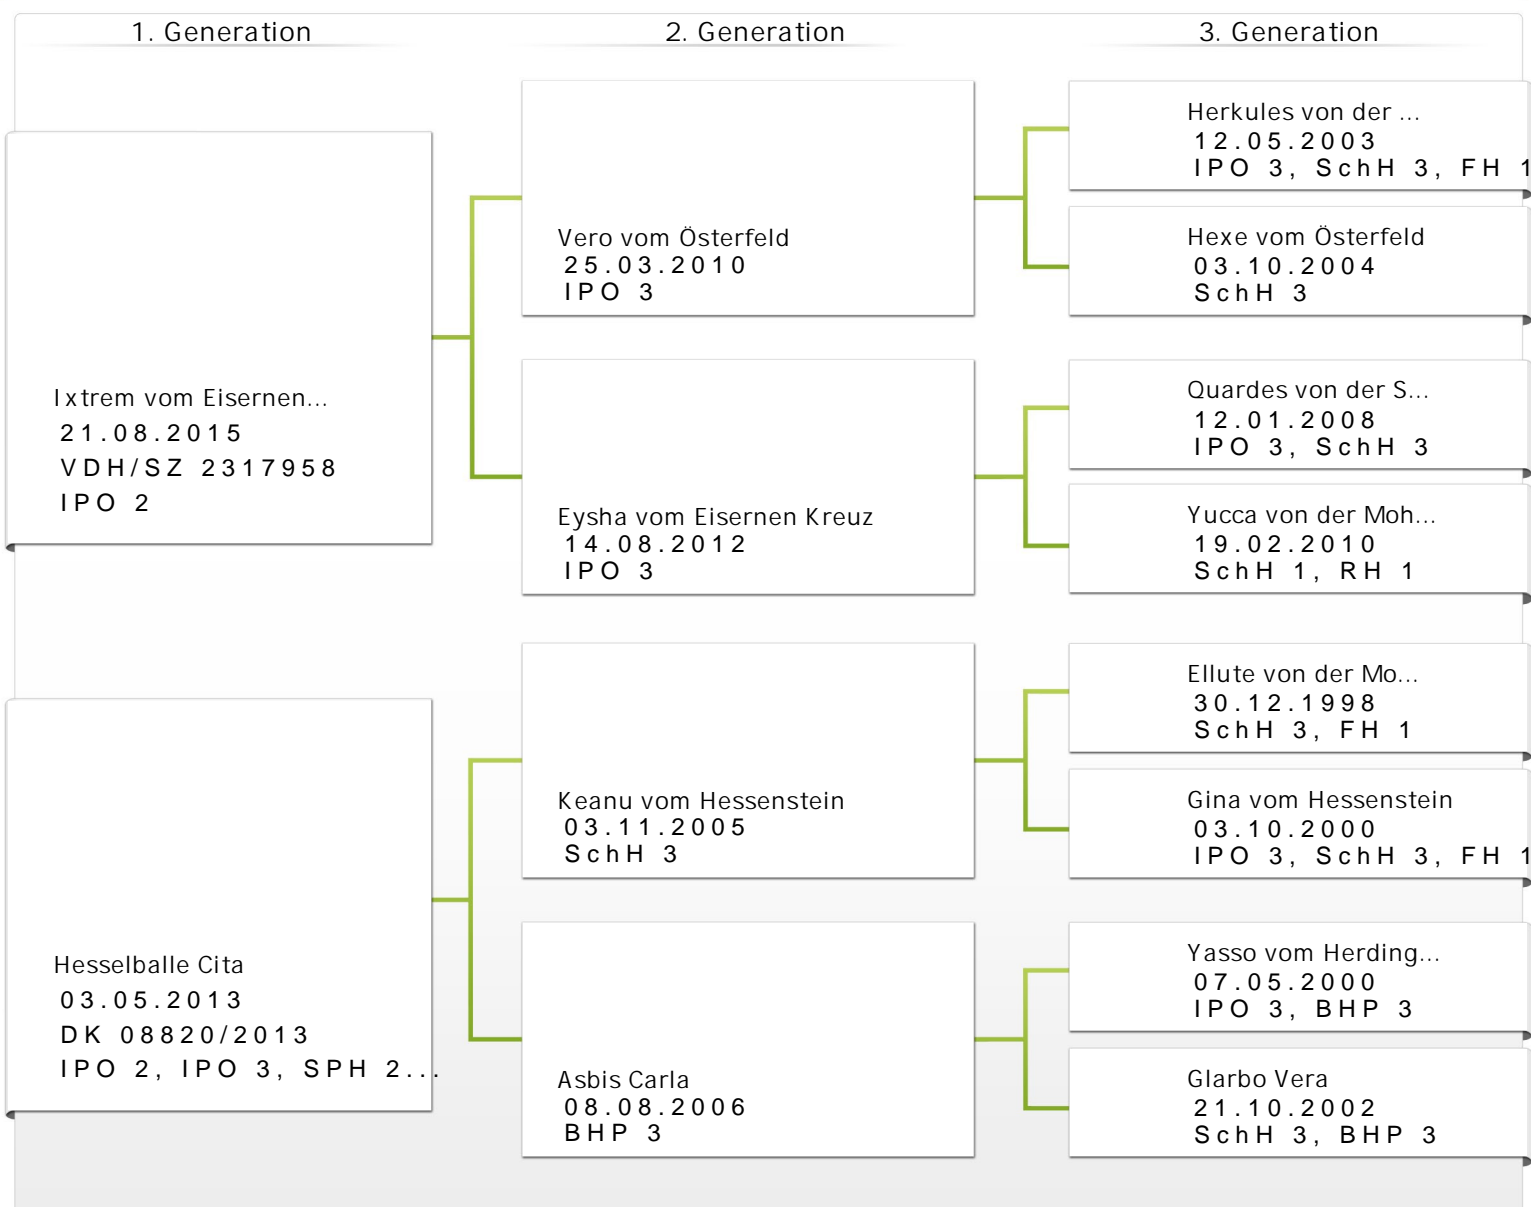 1. Generation
2. Generation
3. Generation
Ixtrem vom Eisernen...
21.08.2015
VDH/SZ 2317958
IPO 2
Hesselballe Cita
03.05.2013
DK 08820/2013
IPO 2, IPO 3, SPH 2...
Vero vom Österfeld
25.03.2010
IPO 3
Eysha vom Eisernen Kreuz
14.08.2012
IPO 3
Keanu vom Hessenstein
03.11.2005
SchH 3
Asbis Carla
08.08.2006
BHP 3
Herkules von der ...
12.05.2003
IPO 3, SchH 3, FH 1
Hexe vom Österfeld
03.10.2004
SchH 3
Quardes von der S...
12.01.2008
IPO 3, SchH 3
Yucca von der Moh...
19.02.2010
SchH 1, RH 1
Ellute von der Mo...
30.12.1998
SchH 3, FH 1
Gina vom Hessenstein
03.10.2000
IPO 3, SchH 3, FH 1
Yasso vom Herding...
07.05.2000
IPO 3, BHP 3
Glarbo Vera
21.10.2002
SchH 3, BHP 3